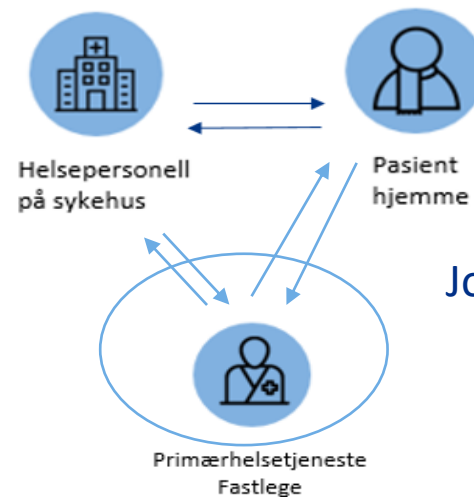 Helsepersonell
på sykehus
Pasient
hjemme
Primærhelsetjeneste
Fastlege